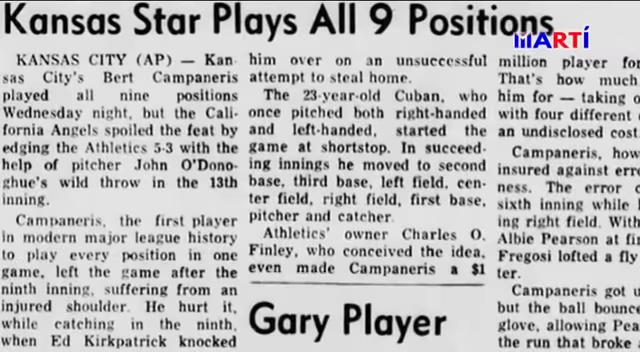 Kansas Star Plays All 9 Positions
MARTÍ
KANSAS CITY (AP) — Kan-
sas City's Bert Campaneris
played all nine positions
Wednesday night, but the Cali-
fornia Angels spoiled the feat by
edging the Athletics 5-3 with the
help of pitcher John O'Dono-
ghue's wild throw in the 13th
inning.
Campaneris, the first player
in modern major league history
to play every position in one
game, left the game after the
ninth inning, suffering from an
injured shoulder. He hurt it,
while catching in the ninth,
when Ed Kirkpatrick knocked
him over on an unsuccessful
attempt to steal home.
The 23-year-old Cuban, who
once pitched both right-handed
and left-handed, started the
game at shortstop. In succeed-
ing innings he moved to second
base, third base, left field, cen-
ter field, right field, first base,
pitcher and catcher.
Athletics' owner Charles O.
Finley, who conceived the idea,
even made Campaneris a $1
Gary Player
million player for
That's how much
him for — taking
with four different
an undisclosed cost
Campaneris, how
insured against erro
ness. The error c
sixth inning while
ing right field. With
Albie Pearson at fir
Fregosi lofted a fly
ter.
Campaneris got u
but the ball bounce
glove, allowing Pea
the run that broke